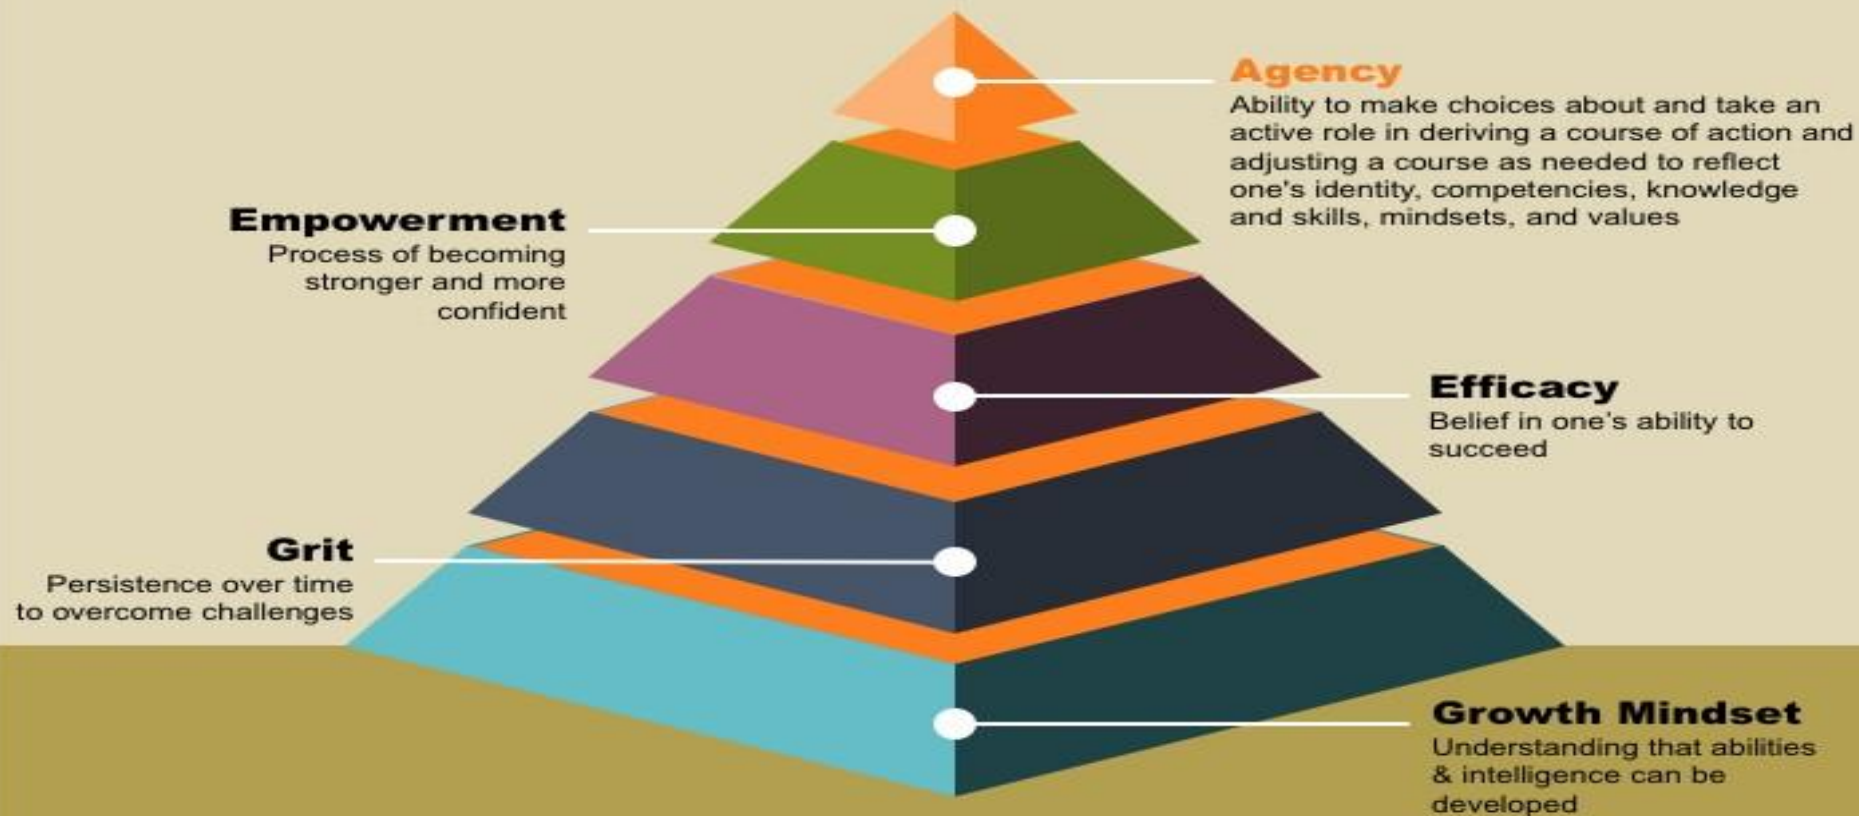 Agency
Ability to make choices about and take an
active role in deriving a course of action and
adjusting a course as needed to reflect
one's identity, competencies, knowledge
and skills, mindsets, and values
Empowerment
Process of becoming
stronger and more
confident
Efficacy
Belief in one's ability to
succeed
Grit
Persistence over time
to overcome challenges
Growth Mindset
Understanding that abilities
& intelligence can be
developed